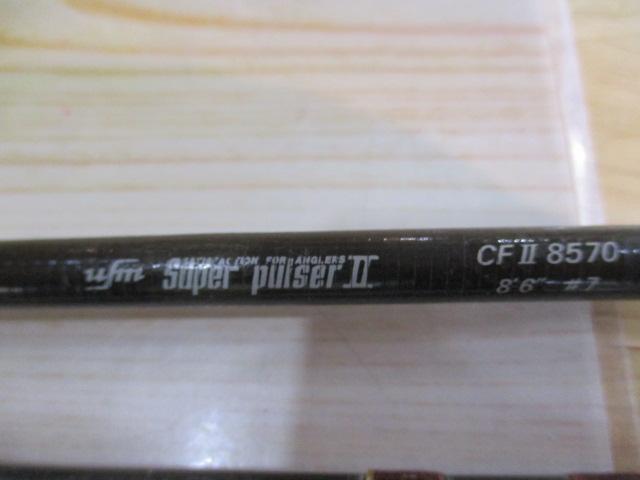 SATISFACTION FOR ANGLERS
ufm super pulser II CF II 8570
8'6" #7